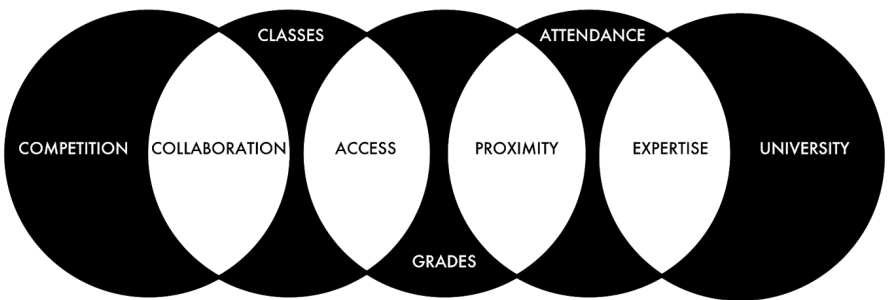 CLASSES
ATTENDANCE
COMPETITION
COLLABORATION
ACCESS
PROXIMITY
EXPERTISE
UNIVERSITY
GRADES